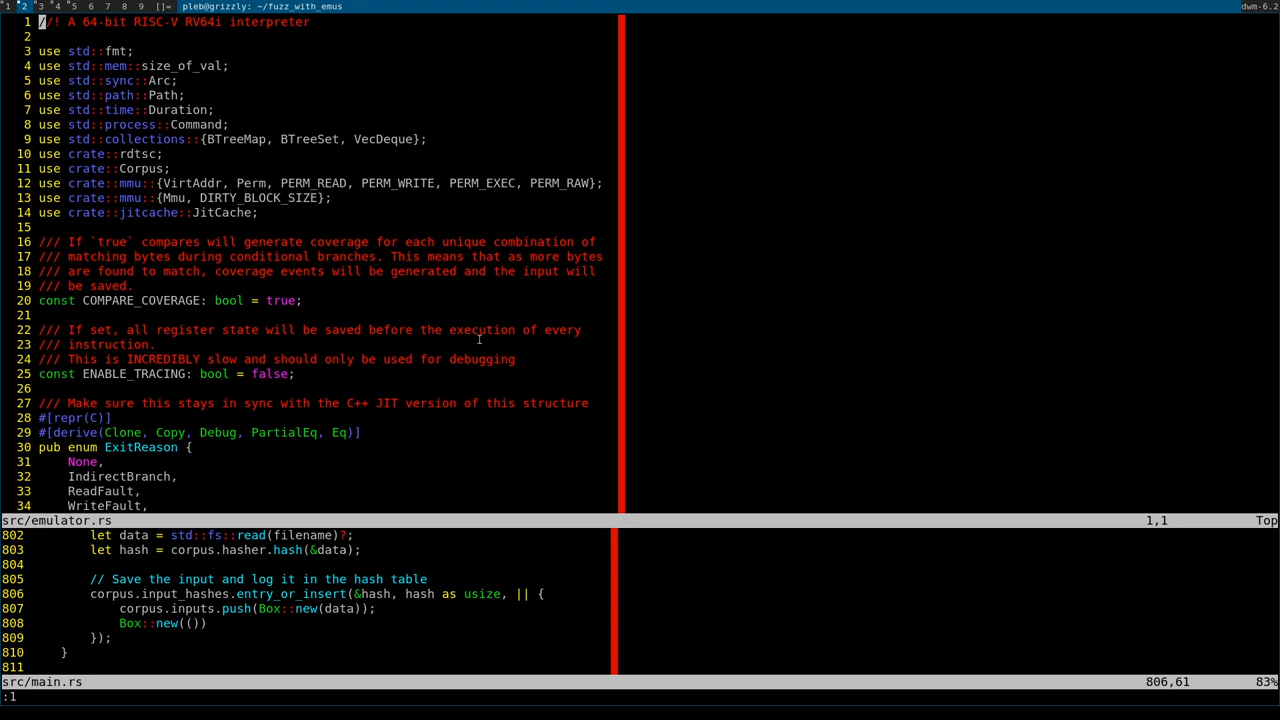 1 2 3 4 5 6 7 8 9 []= pleb@grizzly: ~/fuzz_with_emus dwm-6.2
1 //! A 64-bit RISC-V RV64i interpreter
2
3 use std::fmt;
4 use std::mem::size_of_val;
5 use std::sync::Arc;
6 use std::path::Path;
7 use std::time::Duration;
8 use std::process::Command;
9 use std::collections::{BTreeMap, BTreeSet, VecDeque};
10 use crate::rdtsc;
11 use crate::Corpus;
12 use crate::mmu::{VirtAddr, Perm, PERM_READ, PERM_WRITE, PERM_EXEC, PERM_RAW};
13 use crate::mmu::{Mmu, DIRTY_BLOCK_SIZE};
14 use crate::jitcache::JitCache;
15
16 /// If `true` compares will generate coverage for each unique combination of
17 /// matching bytes during conditional branches. This means that as more bytes
18 /// are found to match, coverage events will be generated and the input will
19 /// be saved.
20 const COMPARE_COVERAGE: bool = true;
21
22 /// If set, all register state will be saved before the execution of every
23 /// instruction.
24 /// This is INCREDIBLY slow and should only be used for debugging
25 const ENABLE_TRACING: bool = false;
26
27 /// Make sure this stays in sync with the C++ JIT version of this structure
28 #[repr(C)]
29 #[derive(Clone, Copy, Debug, PartialEq, Eq)]
30 pub enum ExitReason {
31     None,
32     IndirectBranch,
33     ReadFault,
34     WriteFault,
src/emulator.rs 1,1 Top
802         let data = std::fs::read(filename)?;
803         let hash = corpus.hasher.hash(&data);
804
805         // Save the input and log it in the hash table
806         corpus.input_hashes.entry_or_insert(&hash, hash as usize, || {
807             corpus.inputs.push(Box::new(data));
808             Box::new(())
809         });
810     }
811
src/main.rs 806,61 83%
:1